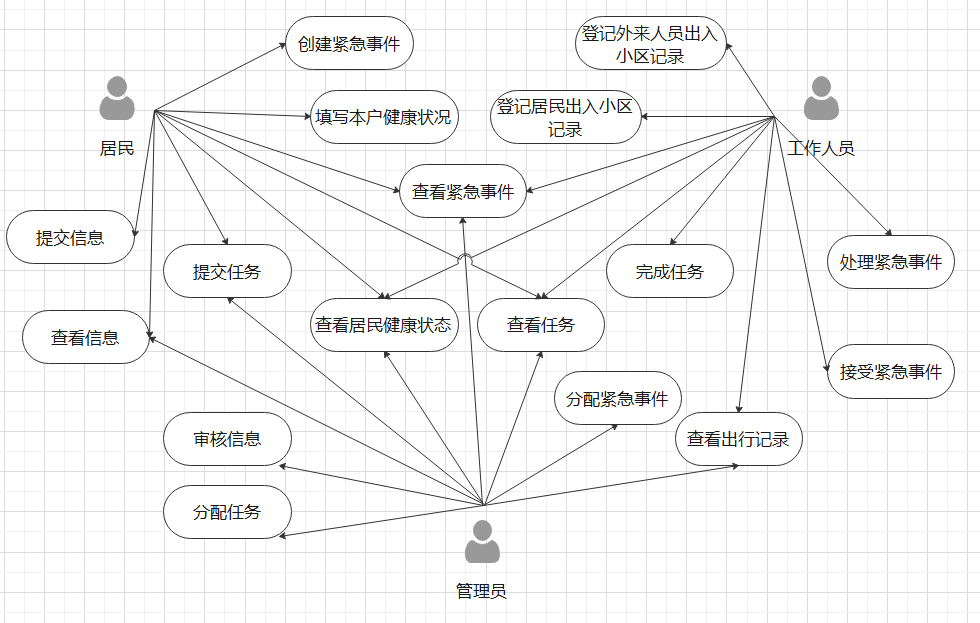 创建紧急事件
登记外来人员出入
小区记录
填写本户健康状况
登记居民出入小区
记录
居民
工作人员
查看紧急事件
提交信息
提交任务
完成任务
处理紧急事件
查看信息
查看居民健康状态
查看任务
接受紧急事件
分配紧急事件
审核信息
查看出行记录
分配任务
管理员